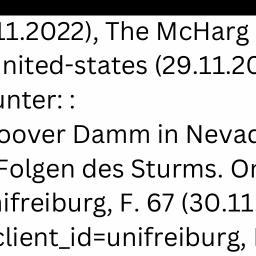 11.2022), The McHarg
nited-states (29.11.20
unter: :
oover Damm in Nevad
Folgen des Sturms. Or
nifreiburg, F. 67 (30.11
client_id=unifreiburg,